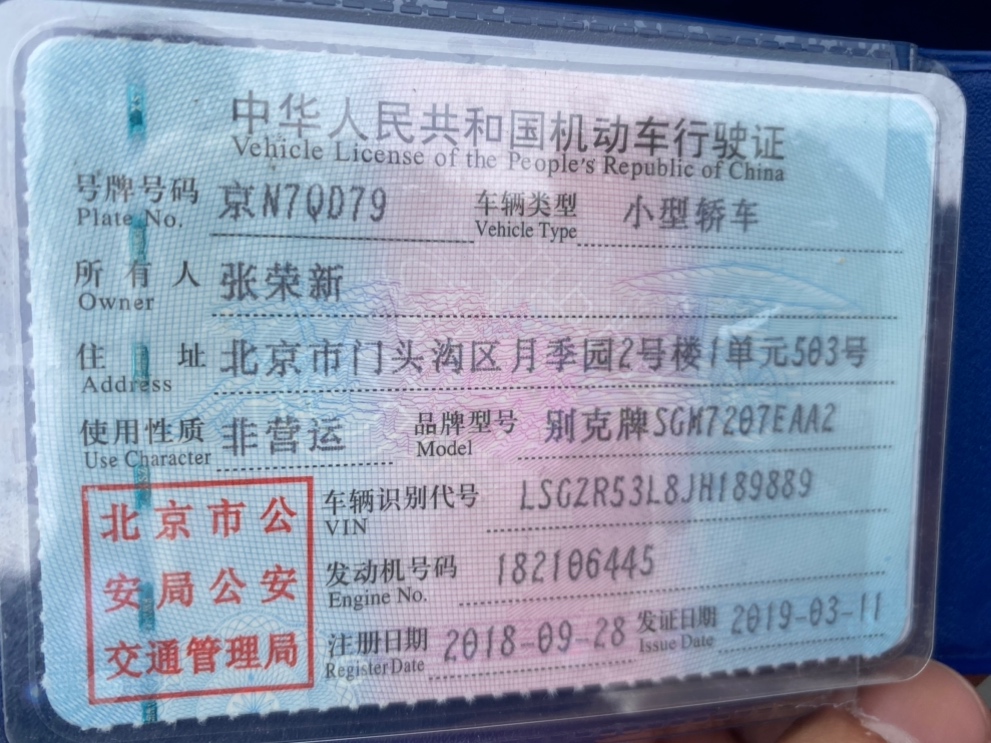 中华人民共和国机动车行驶证
Vehicle License of the People's Republic of China
号牌号码 京N7QD79 车辆类型 小型轿车
Plate No. Vehicle Type
所有人 张荣新
Owner
住址 北京市门头沟区月季园2号楼1单元503号
Address
使用性质 非营运 品牌型号 别克牌SGM7207EAA2
Use Character Model
车辆识别代号 LSGZR53L8JH189889
VIN
发动机号码 182106445
Engine No.
注册日期 2018-09-28 发证日期 2019-03-11
Register Date Issue Date
北京市公
安局公安
交通管理局